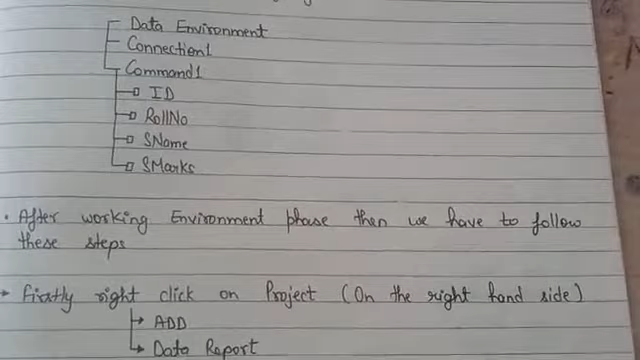 Data Environment
Connection1
Command1
ID
RollNo
SName
SMarks
• After working Environment phase then we have to follow
these steps
→ Firstly right click on Project (On the right hand side)
→ ADD
→ Data Report